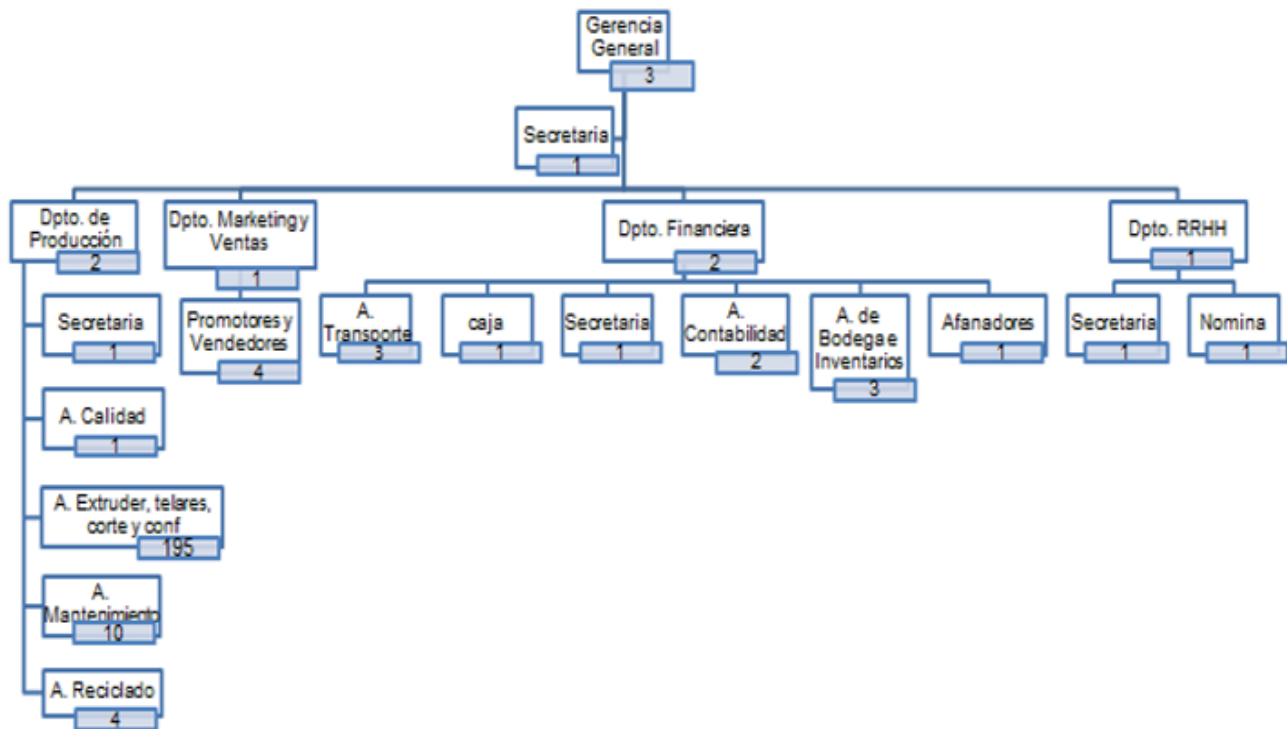 Gerencia
General
3
Secretaria
1
Dpto. de
Producción
2
Dpto. Marketing y
Ventas
1
Dpto. Financiera
2
Dpto. RRHH
1
Secretaria
1
A. Calidad
1
A. Extruder, telares,
corte y conf
195
A.
Mantenimiento
10
A. Reciclado
4
Promotores y
Vendedores
4
A.
Transporte
3
caja
1
Secretaria
1
A.
Contabilidad
2
A. de
Bodega e
Inventarios
3
Afanadores
1
Secretaria
1
Nomina
1